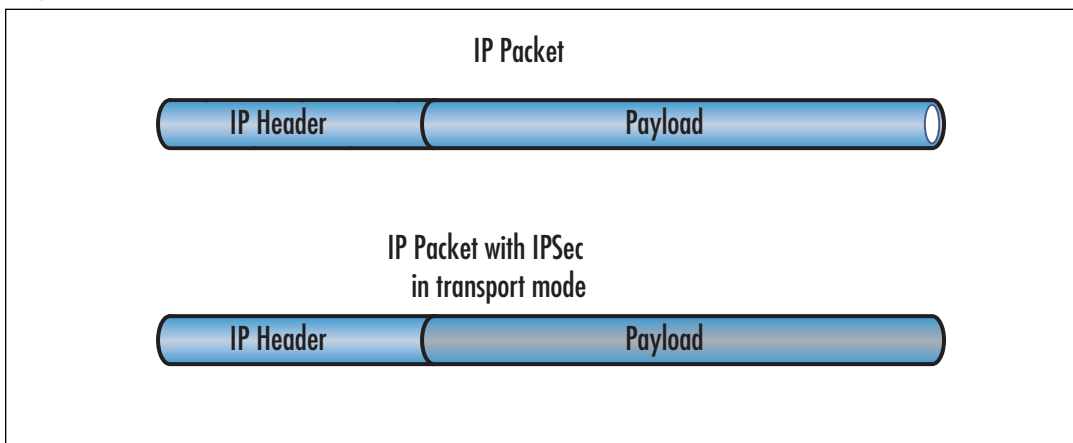 IP Packet
IP Header Payload
IP Packet with IPSec
in transport mode
IP Header Payload